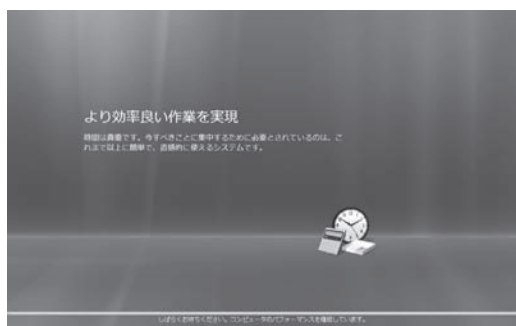 より効率良い作業を実現
時間は貴重です。今すべきことに集中するために必要とされているのは、こ
れまで以上に簡単で、直感的に使えるシステムです。
しばらくお待ちください。コンピュータのパフォーマンスを確認しています。